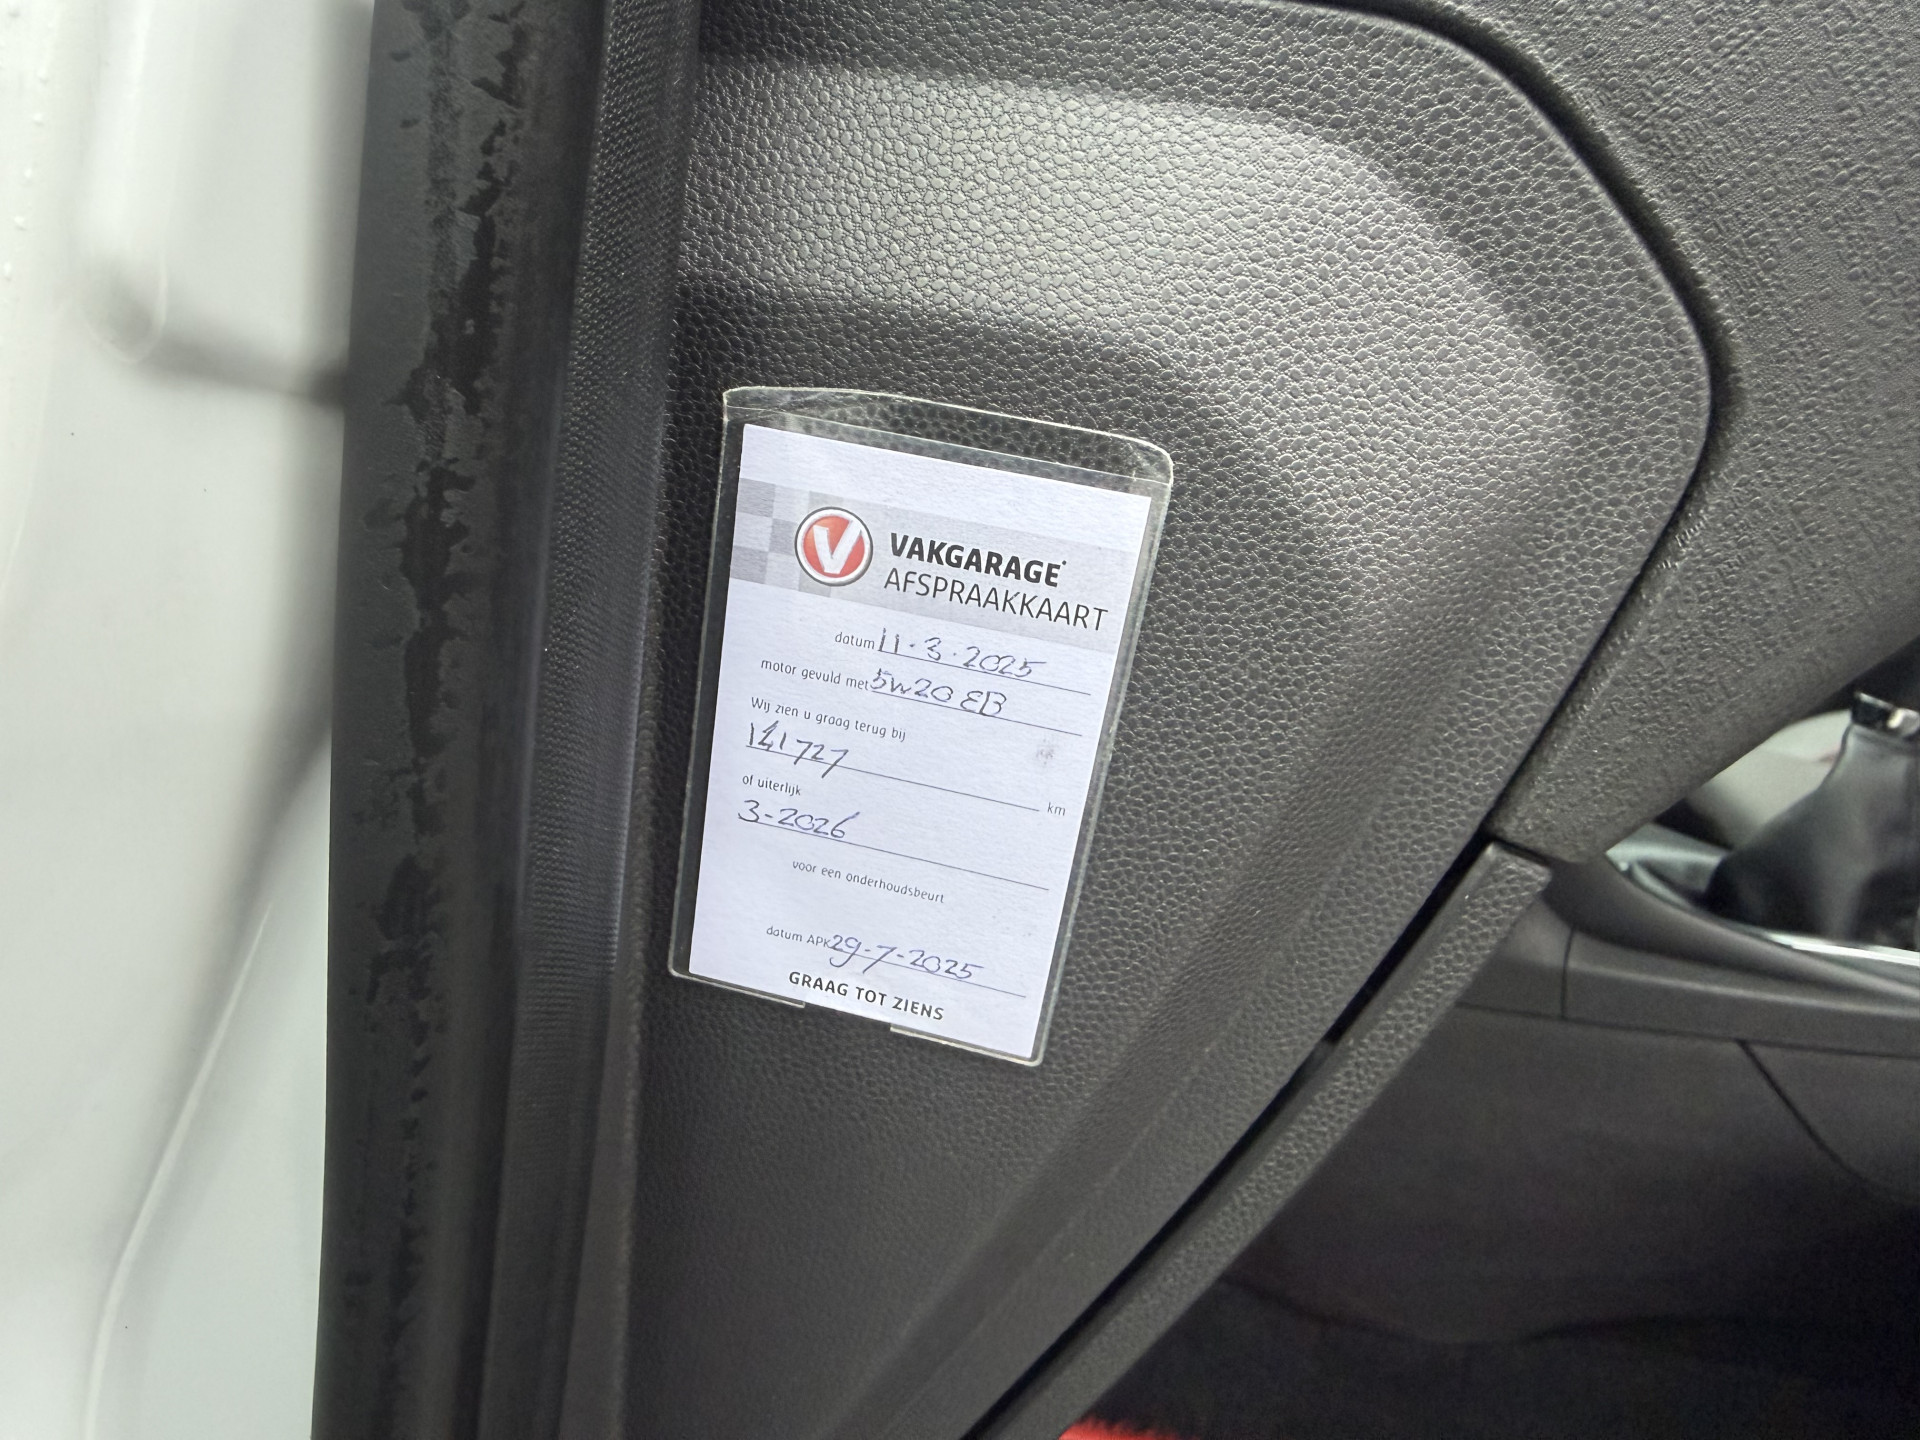 V
VAKGARAGE
AFSPRAAKKAART
datum 11-3-2025
motor gevuld met 5W20 EB
Wij zien u graag terug bij
141727 km
of uiterlijk
3-2026
voor een onderhoudsbeurt
datum APK 29-7-2025
GRAAG TOT ZIENS